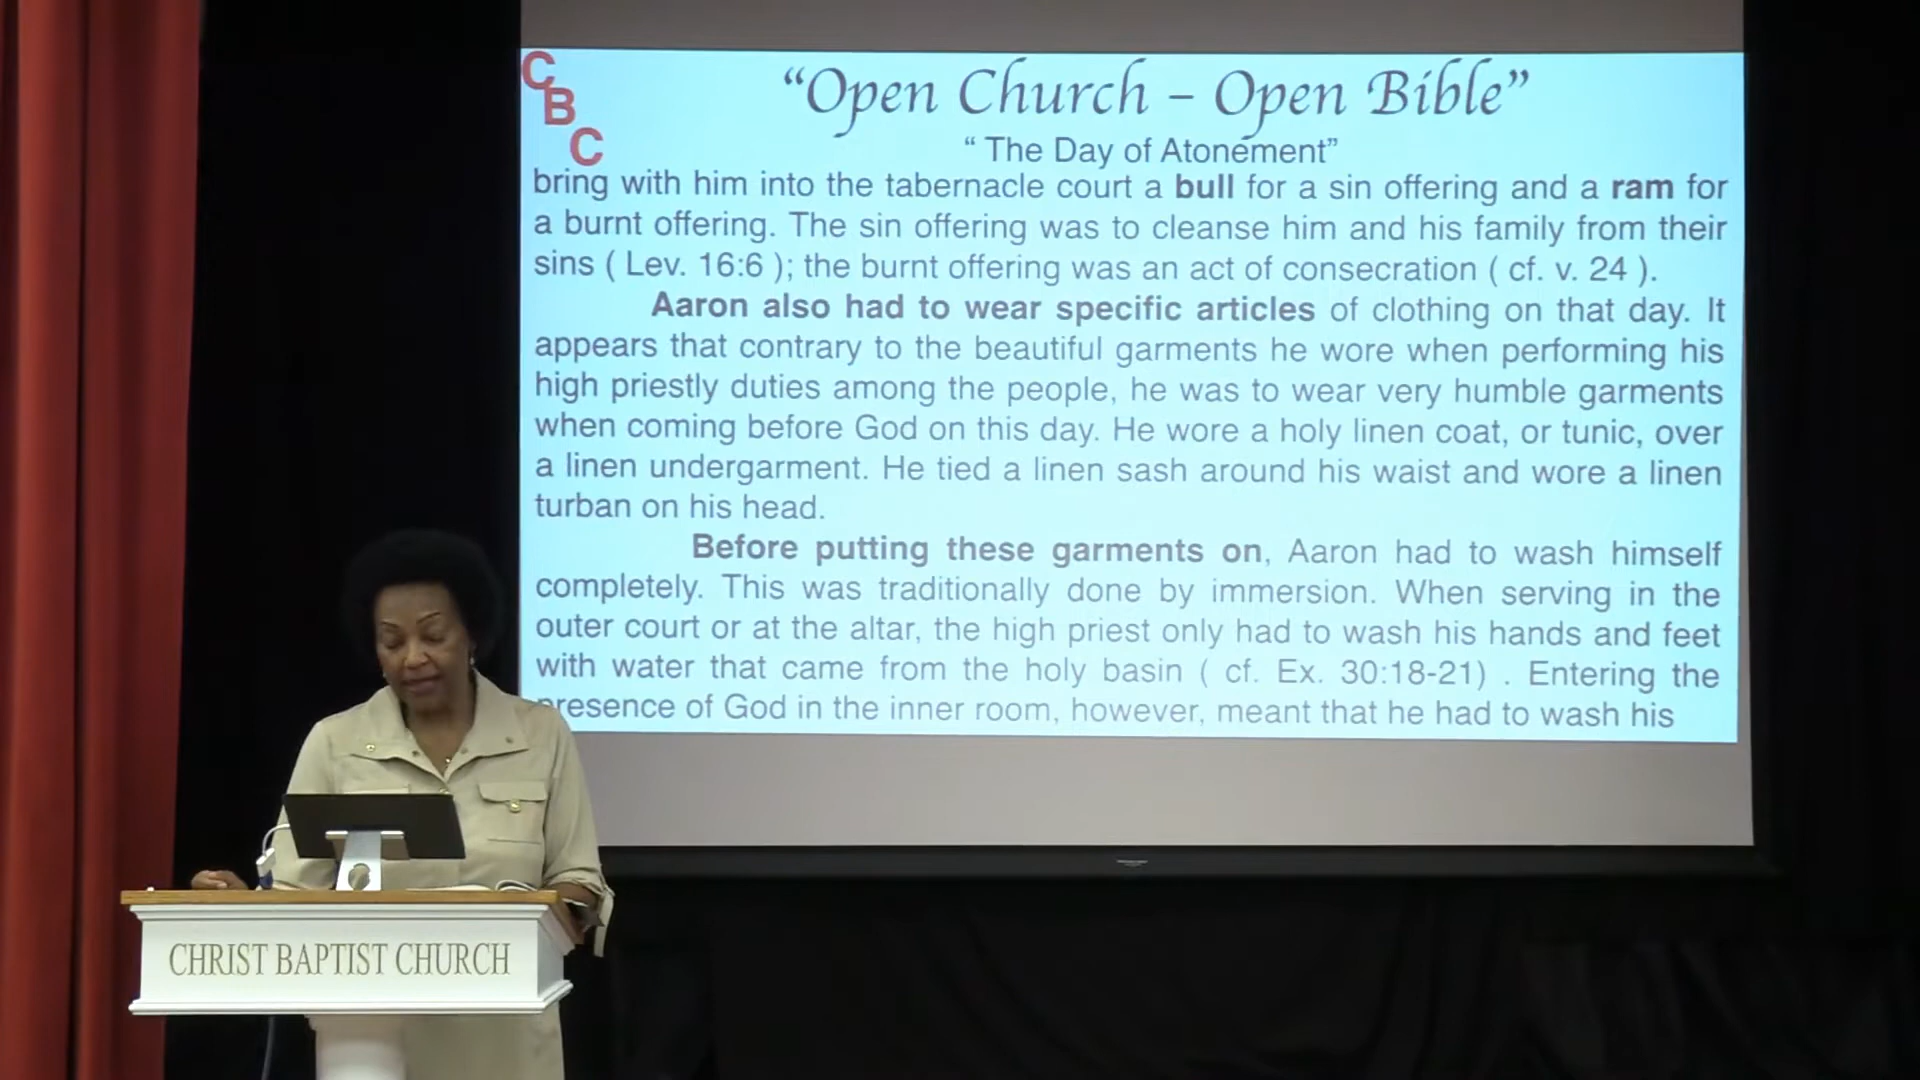 C
B
C
“Open Church – Open Bible”
“ The Day of Atonement”
bring with him into the tabernacle court a bull for a sin offering and a ram for
a burnt offering. The sin offering was to cleanse him and his family from their
sins ( Lev. 16:6 ); the burnt offering was an act of consecration ( cf. v. 24 ).
Aaron also had to wear specific articles of clothing on that day. It
appears that contrary to the beautiful garments he wore when performing his
high priestly duties among the people, he was to wear very humble garments
when coming before God on this day. He wore a holy linen coat, or tunic, over
a linen undergarment. He tied a linen sash around his waist and wore a linen
turban on his head.
Before putting these garments on, Aaron had to wash himself
completely. This was traditionally done by immersion. When serving in the
outer court or at the altar, the high priest only had to wash his hands and feet
with water that came from the holy basin ( cf. Ex. 30:18-21) . Entering the
presence of God in the inner room, however, meant that he had to wash his
CHRIST BAPTIST CHURCH